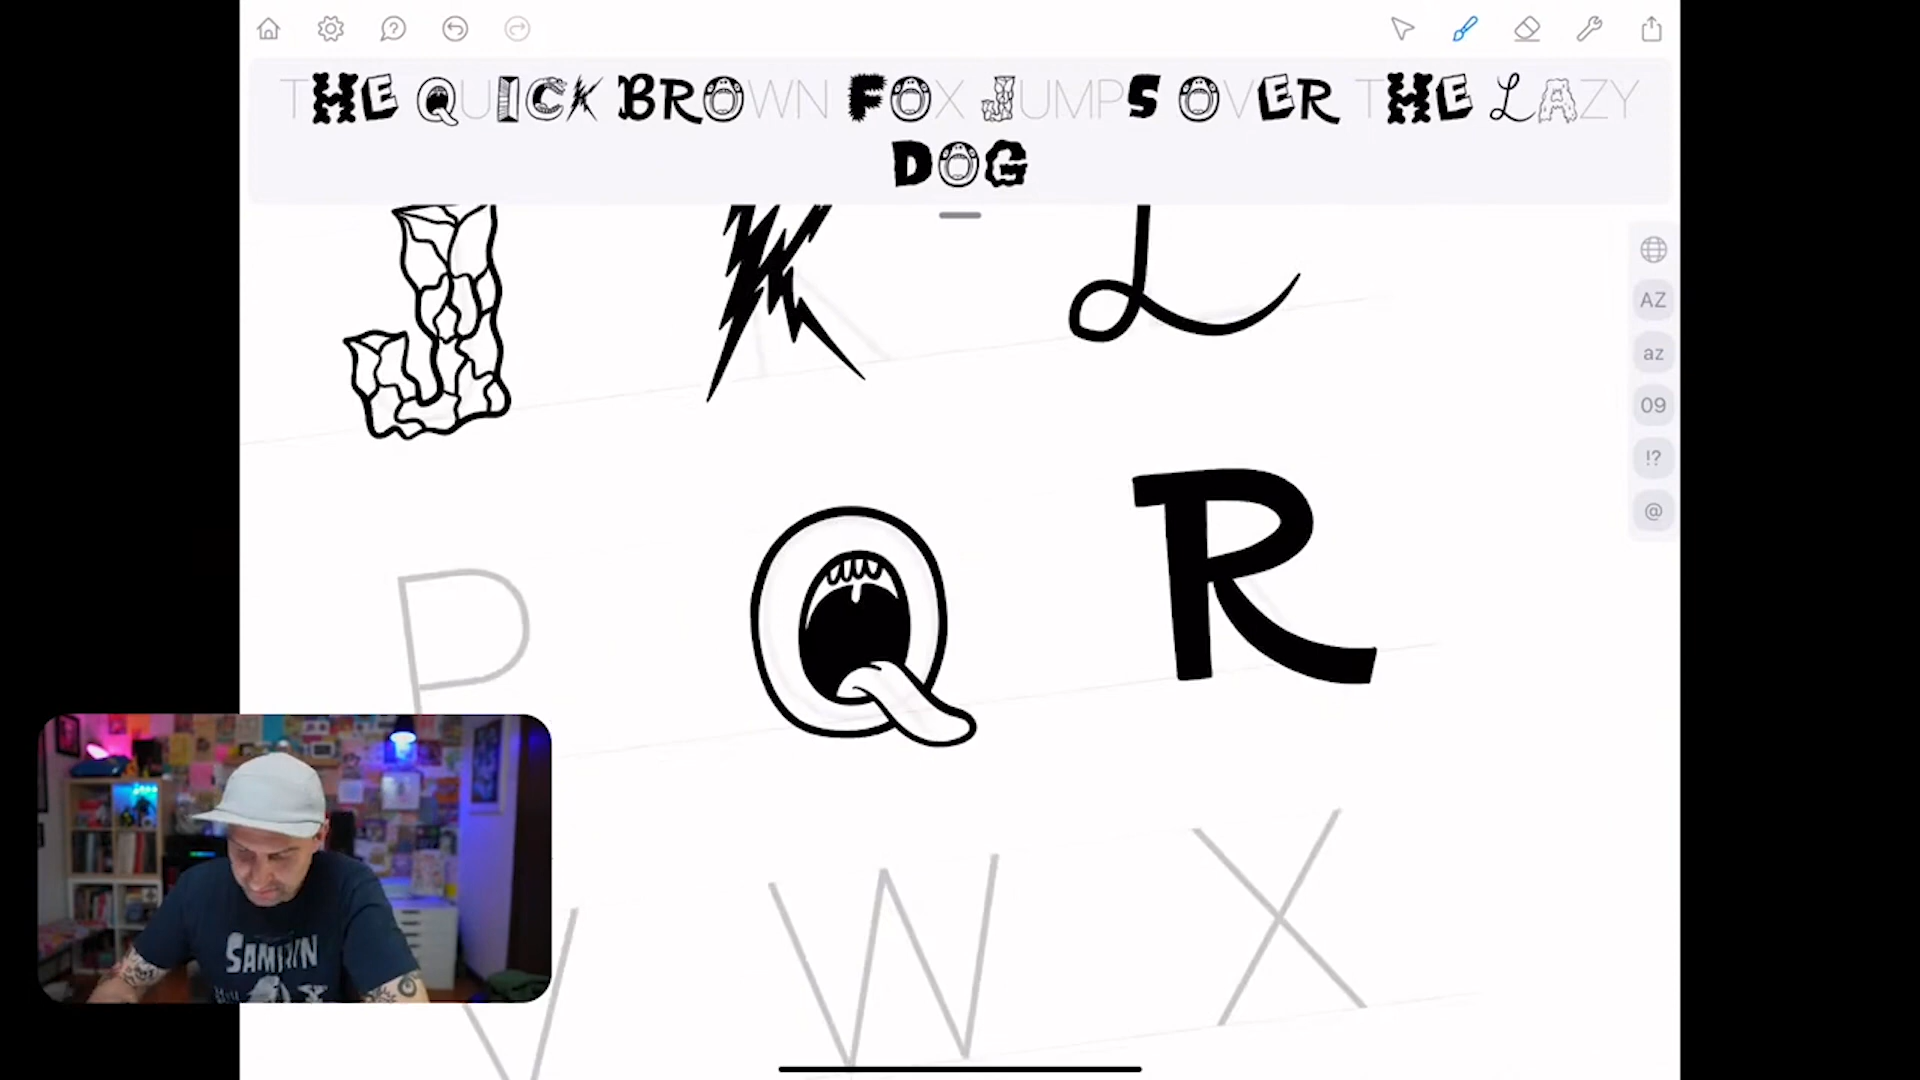 THE QUICK BROWN FOX JUMPS OVER THE LAZY
DOG
J K L
AZ
az
09
!?
@
P Q R
V W X